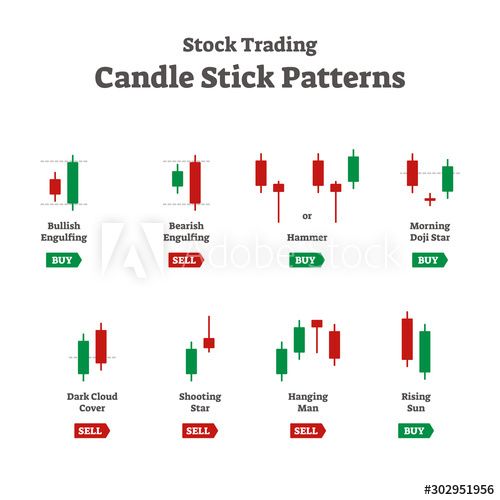 Stock Trading
Candle Stick Patterns
or
Bullish
Engulfing
BUY
Bearish
Engulfing
SELL
Hammer
BUY
Morning
Doji Star
BUY
Adobe Stock
Dark Cloud
Cover
SELL
Shooting
Star
SELL
Hanging
Man
SELL
Rising
Sun
BUY
#302951956